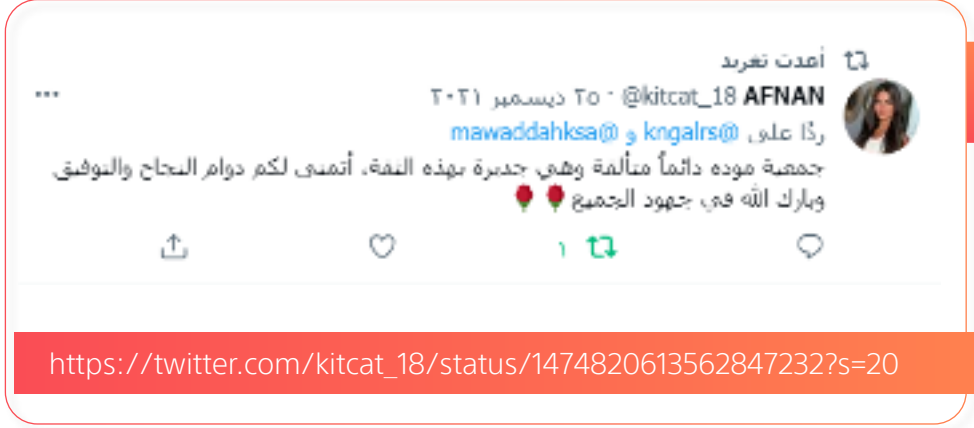 أعدت تغريد
AFNAN @kitcat_18 · ٢٥ ديسمبر ٢٠٢١
ردًا على @kngalrs و @mawaddahksa
جمعية موده دائماً متألقة وهي جديرة بهذه الثقة، أتمنى لكم دوام النجاح والتوفيق
وبارك الله في جهود الجميع🌹🌹
١
https://twitter.com/kitcat_18/status/1474820613562847232?s=20